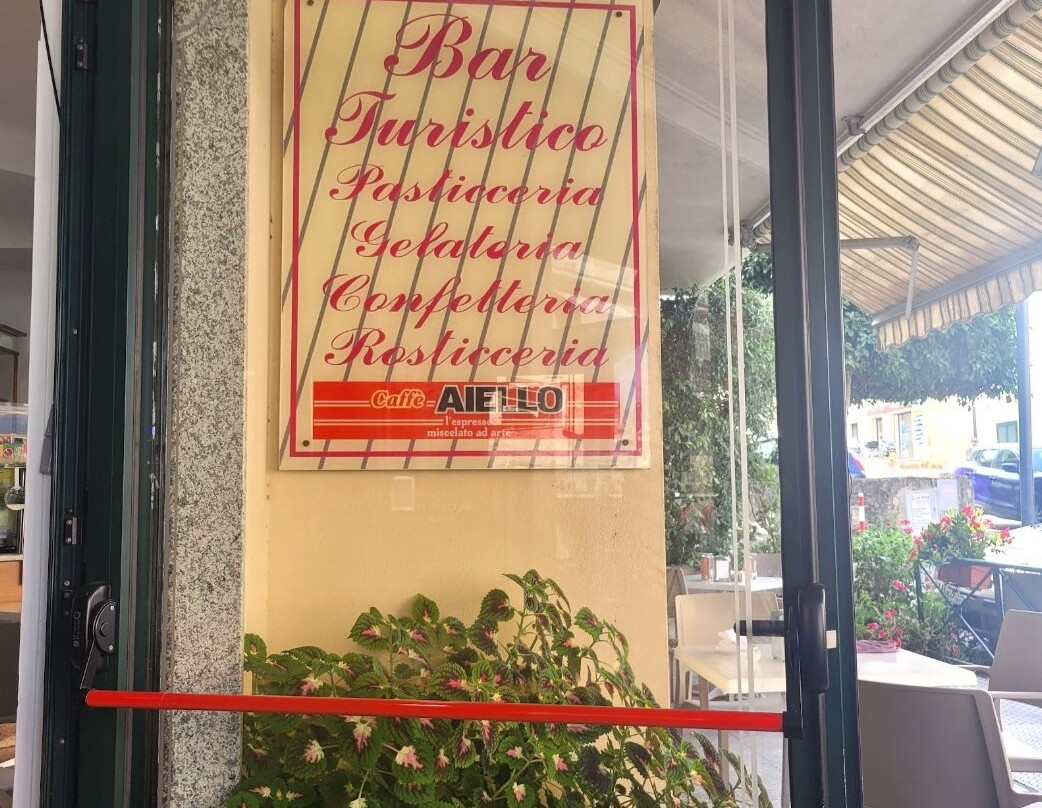 Bar
Turistico
Pasticceria
Gelateria
Confetteria
Rosticceria
Caffè AIELLO
l'espresso
miscelato ad arte